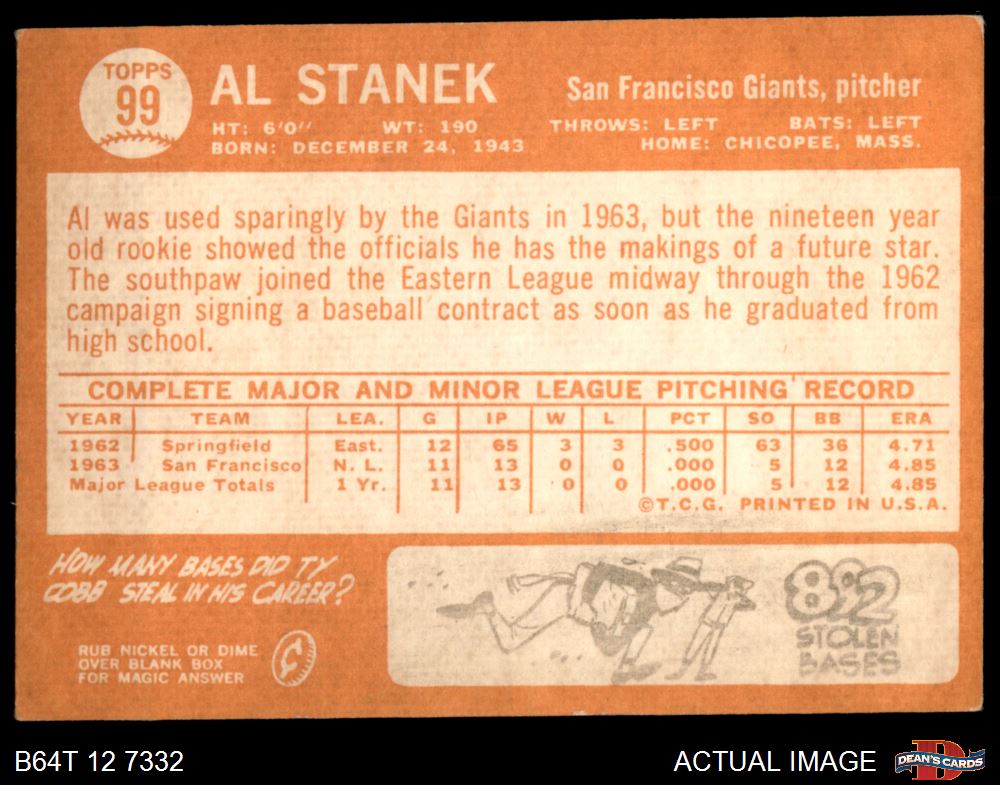 TOPPS
99
AL STANEK
San Francisco Giants, pitcher
HT: 6'0" WT: 190
THROWS: LEFT BATS: LEFT
BORN: DECEMBER 24, 1943
HOME: CHICOPEE, MASS.
Al was used sparingly by the Giants in 1963, but the nineteen year
old rookie showed the officials he has the makings of a future star.
The southpaw joined the Eastern League midway through the 1962
campaign signing a baseball contract as soon as he graduated from
high school.
COMPLETE MAJOR AND MINOR LEAGUE PITCHING RECORD
YEAR TEAM LEA. G IP W L PCT SO BB ERA
1962 Springfield East. 12 65 3 3 .500 63 36 4.71
1963 San Francisco N. L. 11 13 0 0 .000 5 12 4.85
Major League Totals 1 Yr. 11 13 0 0 .000 5 12 4.85
©T.C.G. PRINTED IN U.S.A.
HOW MANY BASES DID TY
COBB STEAL IN HIS CAREER?
RUB NICKEL OR DIME
OVER BLANK BOX
FOR MAGIC ANSWER
892
STOLEN
BASES
B64T 12 7332
ACTUAL IMAGE
DEAN'S CARDS